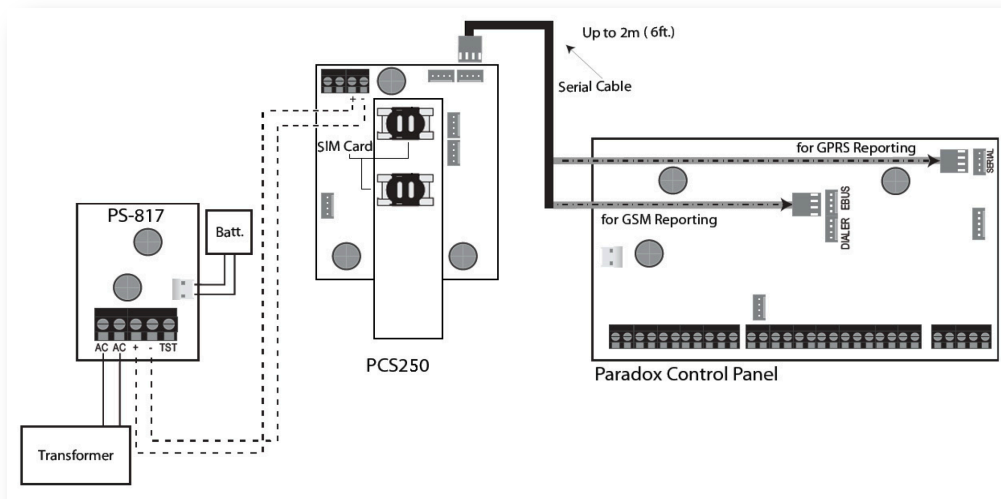 Up to 2m ( 6ft.)
Serial Cable
+ -
SIM Card
for GPRS Reporting
SERIAL
for GSM Reporting
DIALER EBUS
PS-817
Batt.
AC AC + - TST
PCS250
Paradox Control Panel
Transformer